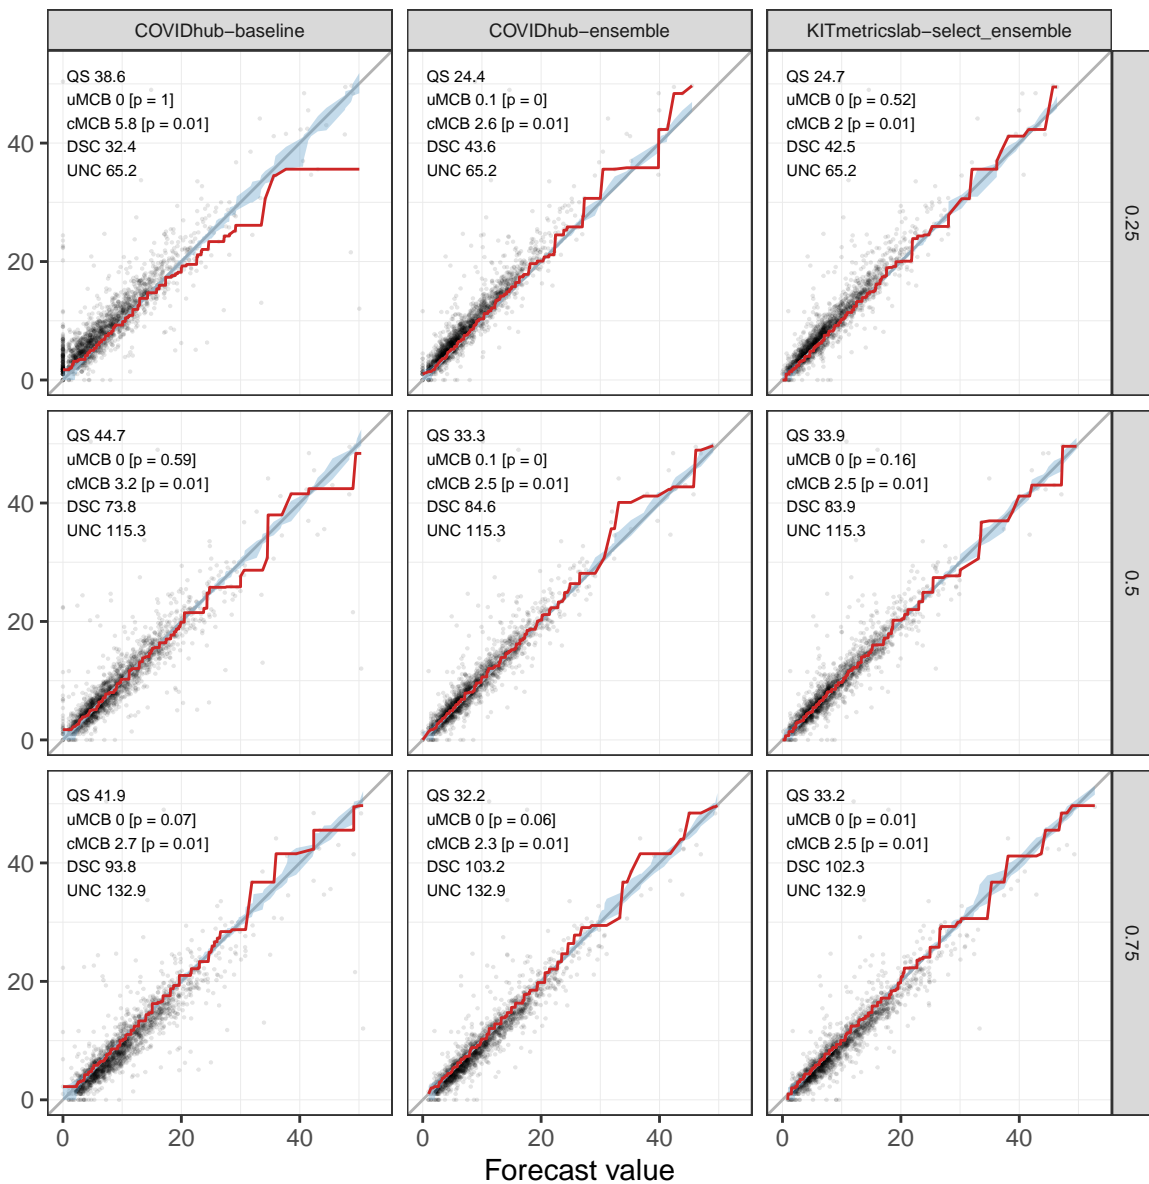 COVIDhub−baseline
COVIDhub−ensemble
KITmetricslab−select_ensemble
QS 38.6
uMCB 0 [p = 1]
cMCB 5.8 [p = 0.01]
DSC 32.4
UNC 65.2
QS 24.4
uMCB 0.1 [p = 0]
cMCB 2.6 [p = 0.01]
DSC 43.6
UNC 65.2
QS 24.7
uMCB 0 [p = 0.52]
cMCB 2 [p = 0.01]
DSC 42.5
UNC 65.2
0.25
40
20
0
QS 44.7
uMCB 0 [p = 0.59]
cMCB 3.2 [p = 0.01]
DSC 73.8
UNC 115.3
QS 33.3
uMCB 0.1 [p = 0]
cMCB 2.5 [p = 0.01]
DSC 84.6
UNC 115.3
QS 33.9
uMCB 0 [p = 0.16]
cMCB 2.5 [p = 0.01]
DSC 83.9
UNC 115.3
0.5
40
20
0
QS 41.9
uMCB 0 [p = 0.07]
cMCB 2.7 [p = 0.01]
DSC 93.8
UNC 132.9
QS 32.2
uMCB 0 [p = 0.06]
cMCB 2.3 [p = 0.01]
DSC 103.2
UNC 132.9
QS 33.2
uMCB 0 [p = 0.01]
cMCB 2.5 [p = 0.01]
DSC 102.3
UNC 132.9
0.75
40
20
0
0 20 40
0 20 40
0 20 40
Forecast value